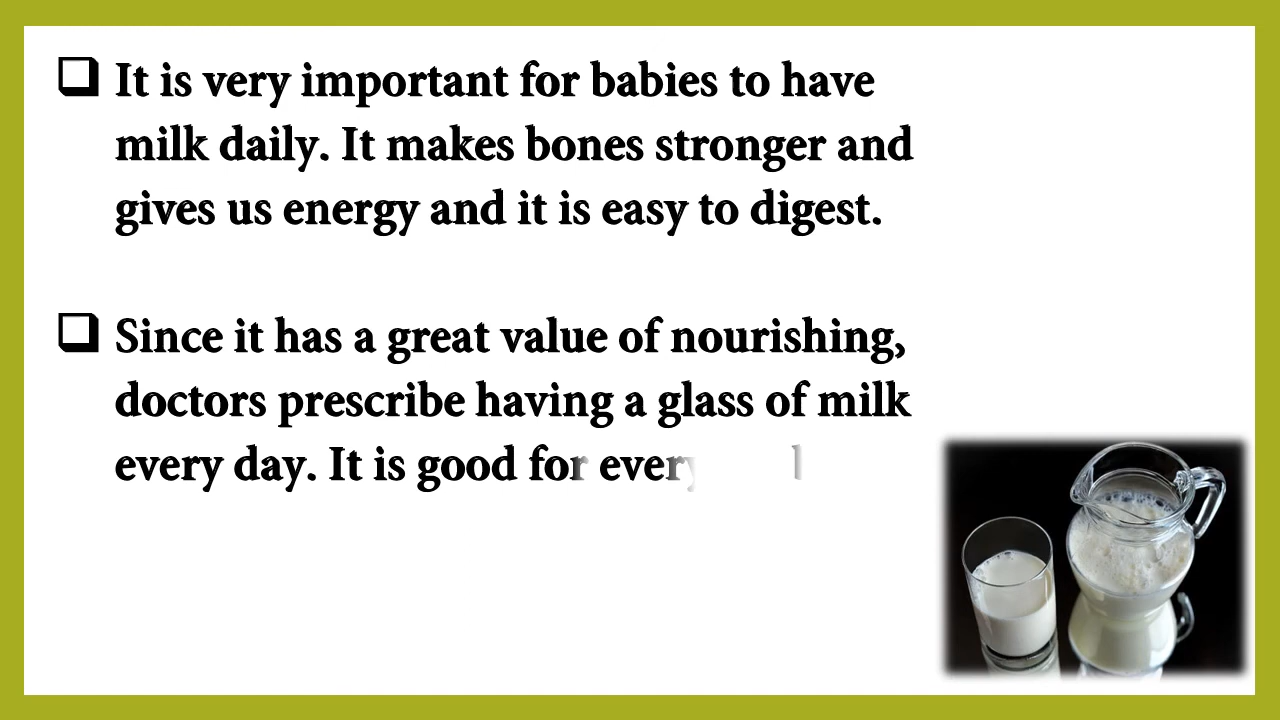 It is very important for babies to have
milk daily. It makes bones stronger and
gives us energy and it is easy to digest.
Since it has a great value of nourishing,
doctors prescribe having a glass of milk
every day. It is good for